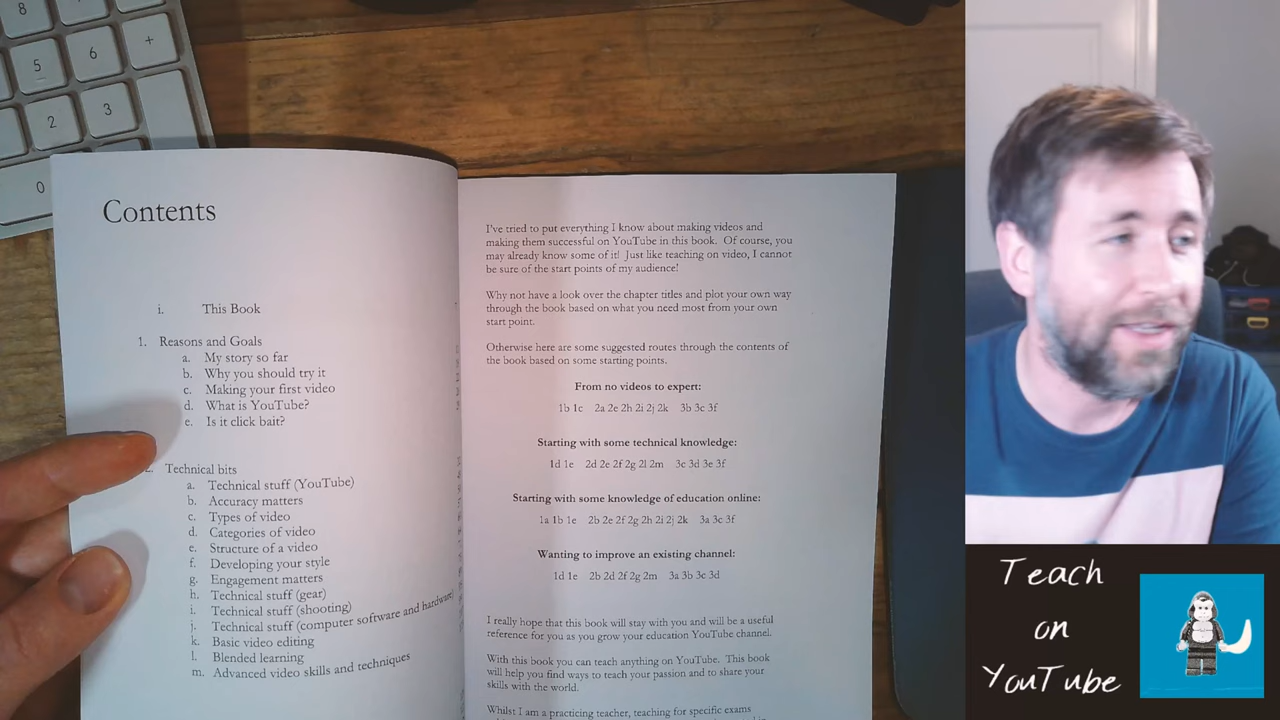 8
5
6
+
2
3
0
Contents
i. This Book
1. Reasons and Goals
a. My story so far
b. Why you should try it
c. Making your first video
d. What is YouTube?
e. Is it click bait?
2. Technical bits
a. Technical stuff (YouTube)
b. Accuracy matters
c. Types of video
d. Categories of video
e. Structure of a video
f. Developing your style
g. Engagement matters
h. Technical stuff (gear)
i. Technical stuff (shooting)
j. Technical stuff (computer software and hardware)
k. Basic video editing
l. Blended learning
m. Advanced video skills and techniques
I've tried to put everything I know about making videos and
making them successful on YouTube in this book. Of course, you
may already know some of it! Just like teaching on video, I cannot
be sure of the start points of my audience!
Why not have a look over the chapter titles and plot your own way
through the book based on what you need most from your own
start point.
Otherwise here are some suggested routes through the contents of
the book based on some starting points.
From no videos to expert:
1b 1c 2a 2e 2h 2i 2j 2k 3b 3c 3f
Starting with some technical knowledge:
1d 1e 2d 2e 2f 2g 2l 2m 3c 3d 3e 3f
Starting with some knowledge of education online:
1a 1b 1e 2b 2e 2f 2g 2h 2i 2j 2k 3a 3c 3f
Wanting to improve an existing channel:
1d 1e 2b 2d 2f 2g 2m 3a 3b 3c 3d
I really hope that this book will stay with you and will be a useful
reference for you as you grow your education YouTube channel.
With this book you can teach anything on YouTube. This book
will help you find ways to teach your passion and to share your
skills with the world.
Whilst I am a practicing teacher, teaching for specific exams
Teach
on
YouTube